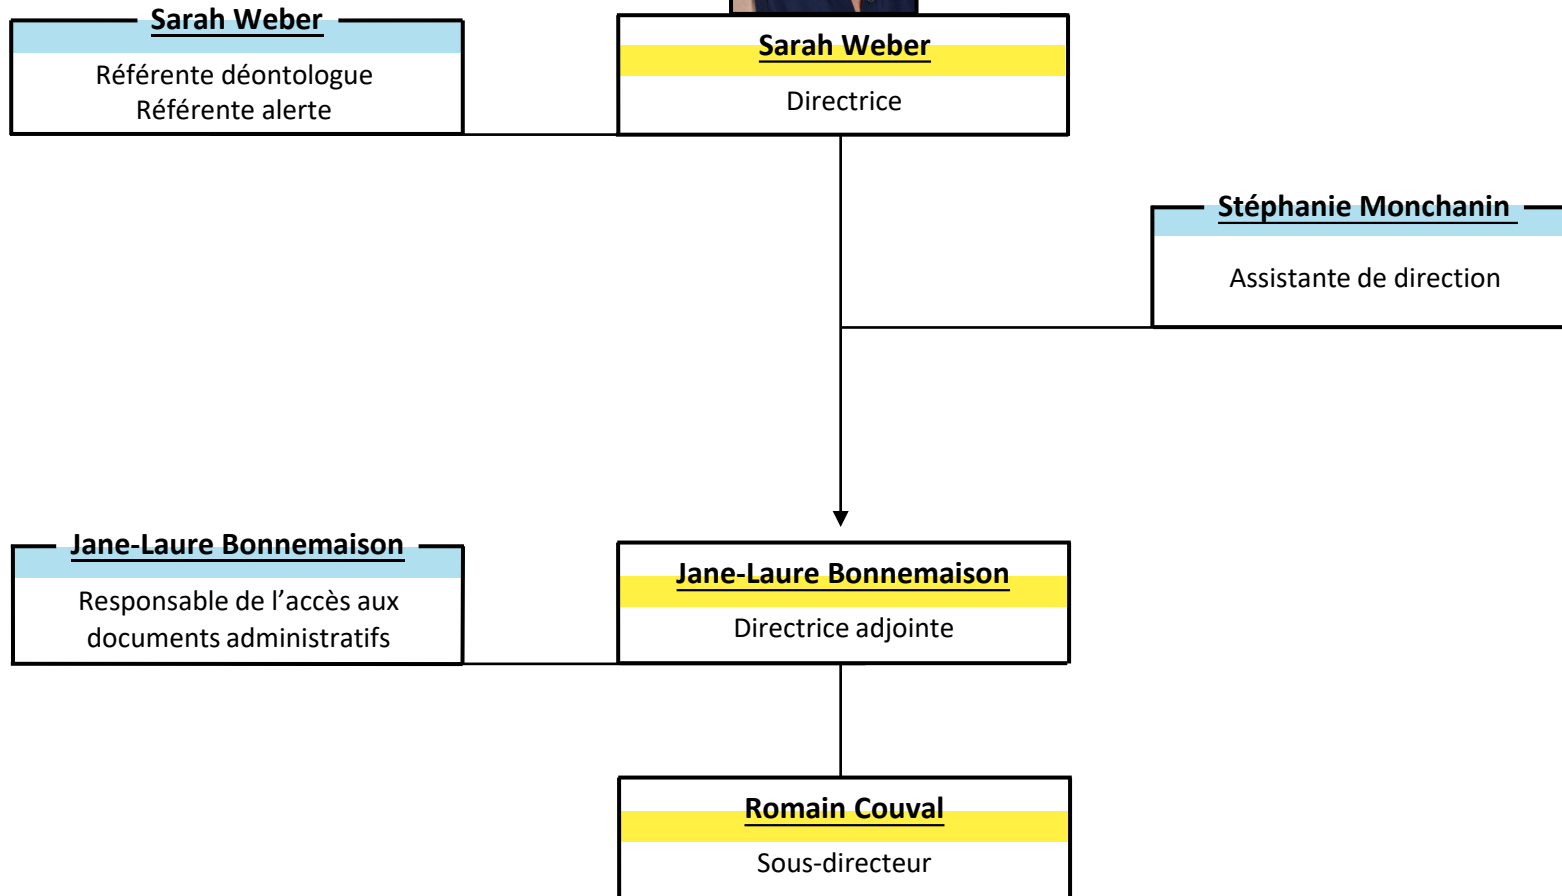 Sarah Weber
Référente déontologue
Référente alerte
Sarah Weber
Directrice
Stéphanie Monchanin
Assistante de direction
Jane-Laure Bonnemaison
Responsable de l’accès aux
documents administratifs
Jane-Laure Bonnemaison
Directrice adjointe
Romain Couval
Sous-directeur